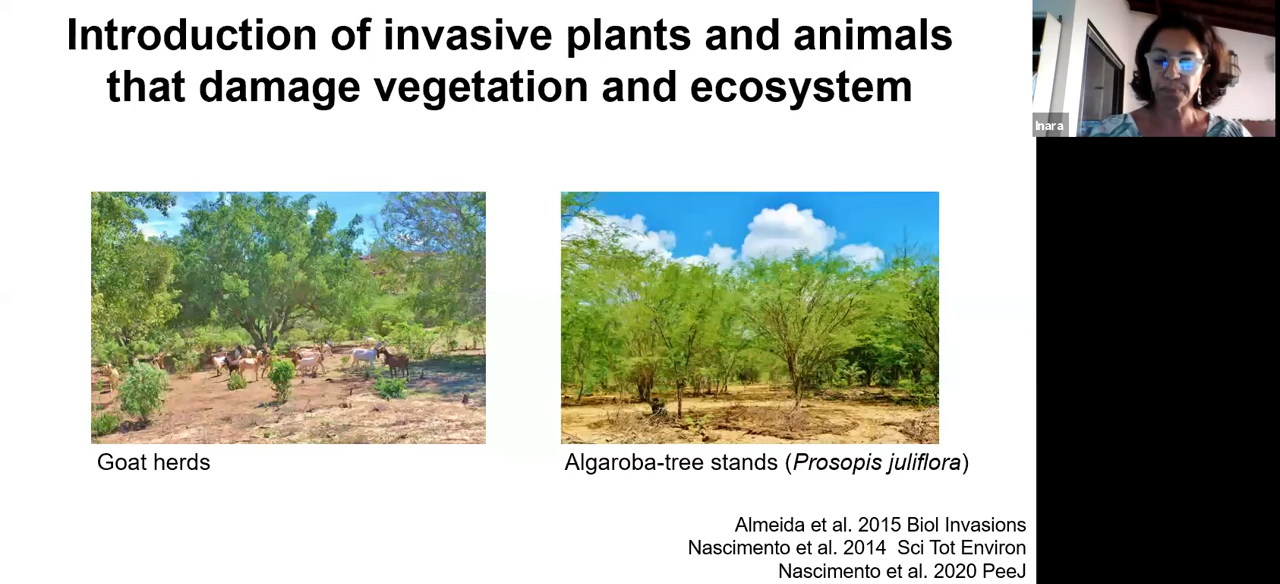 Introduction of invasive plants and animals
that damage vegetation and ecosystem
Inara
Goat herds
Algaroba-tree stands (Prosopis juliflora)
Almeida et al. 2015 Biol Invasions
Nascimento et al. 2014 Sci Tot Environ
Nascimento et al. 2020 PeeJ